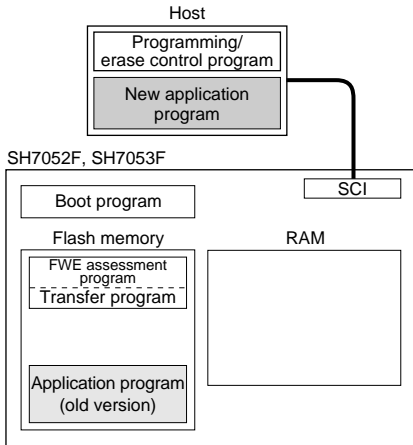 Host
Programming/
erase control program
New application
program
SH7052F, SH7053F
SCI
Boot program
Flash memory
RAM
FWE assessment
program
Transfer program
Application program
(old version)